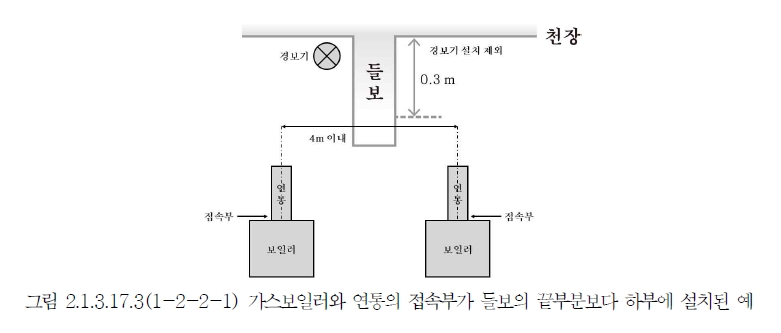 천장
경보기
경보기 설치 제외
들보
0.3 m
4m 이내
연통
연통
접속부
접속부
보일러
보일러
그림 2.1.3.17.3(1-2-2-1) 가스보일러와 연통의 접속부가 들보의 끝부분보다 하부에 설치된 예